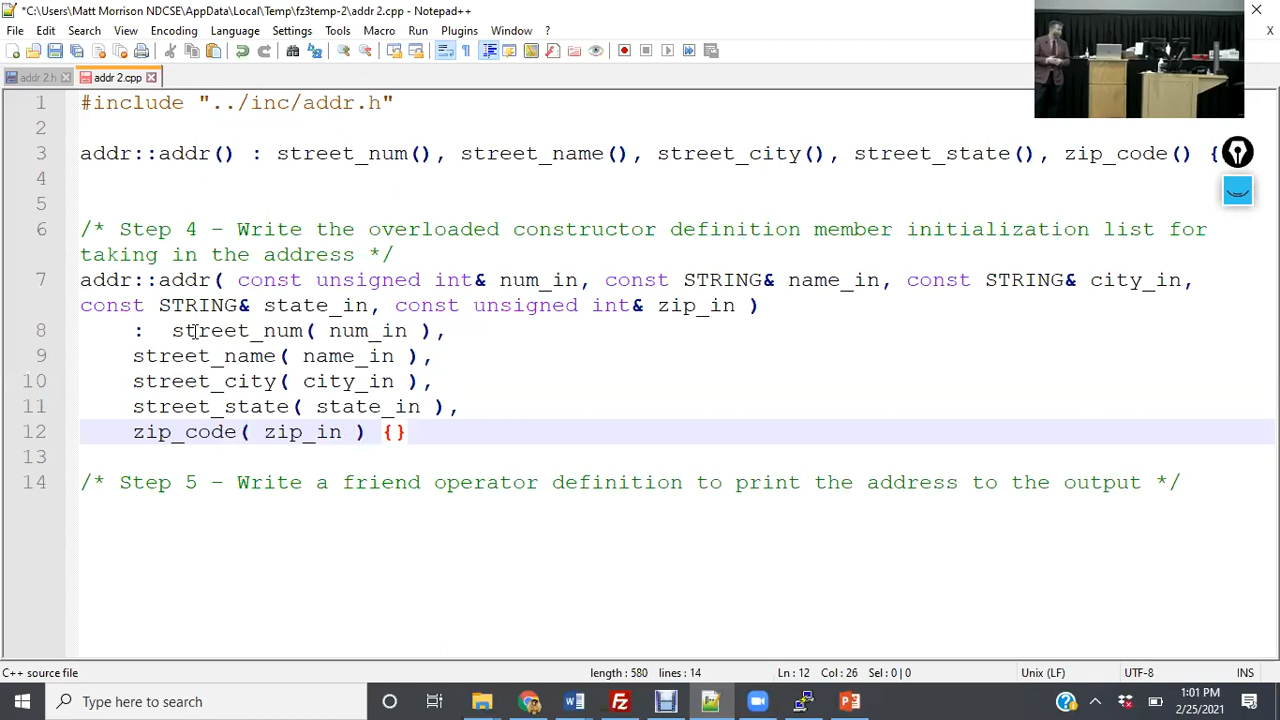 *C:\Users\Matt Morrison NDCSE\AppData\Local\Temp\fz3temp-2\addr 2.cpp - Notepad++
File Edit Search View Encoding Language Settings Tools Macro Run Plugins Window ?
X
addr 2.h addr 2.cpp
1 #include "../inc/addr.h"
2
3 addr::addr() : street_num(), street_name(), street_city(), street_state(), zip_code() {
4
5
6 /* Step 4 - Write the overloaded constructor definition member initialization list for
taking in the address */
7 addr::addr( const unsigned int& num_in, const STRING& name_in, const STRING& city_in,
const STRING& state_in, const unsigned int& zip_in )
8 : street_num( num_in ),
9 street_name( name_in ),
10 street_city( city_in ),
11 street_state( state_in ),
12 zip_code( zip_in ) {}
13
14 /* Step 5 - Write a friend operator definition to print the address to the output */
C++ source file length : 580 lines : 14 Ln : 12 Col : 26 Sel : 0 | 0 Unix (LF) UTF-8 INS
Type here to search
1:01 PM
2/25/2021